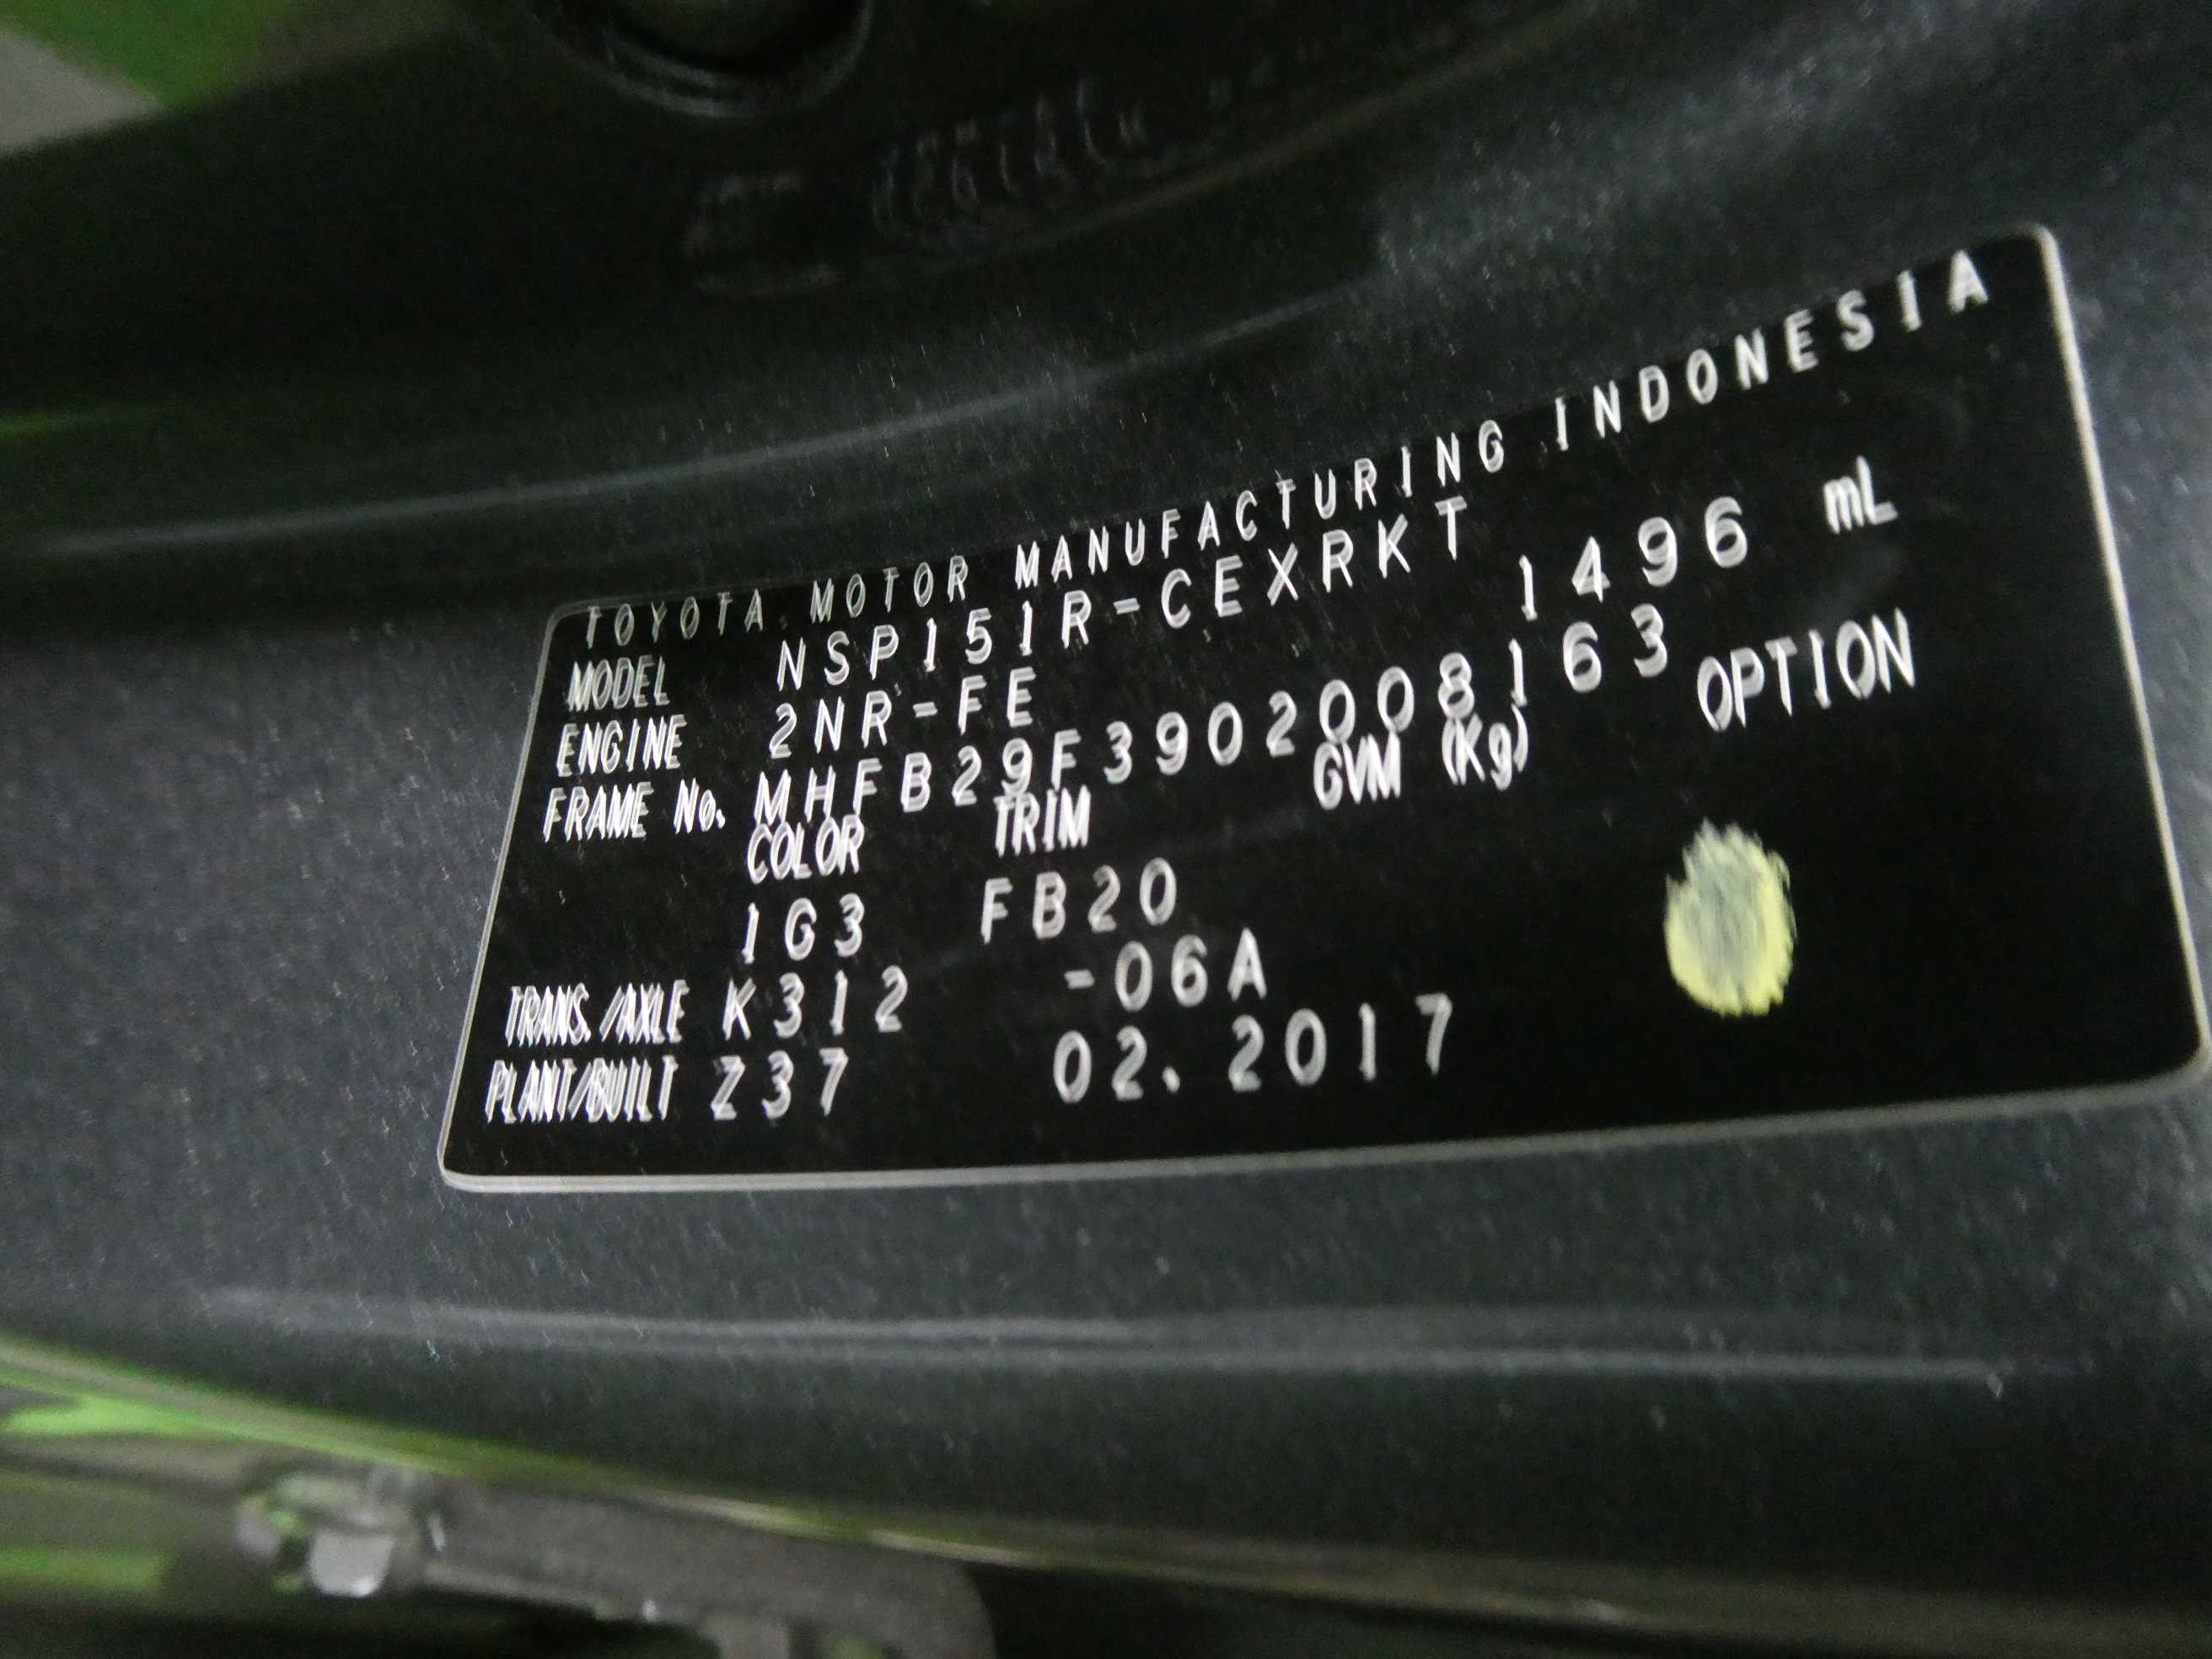 TOYOTA MOTOR MANUFACTURING INDONESIA
MODEL NSP151R-CEXRKT
ENGINE 2NR-FE 1496 mL
FRAME No. MHFB29F3902008163
COLOR TRIM GVM (Kg) OPTION
1G3 FB20
TRANS./AXLE K312 -06A
PLANT/BUILT Z37 02.2017